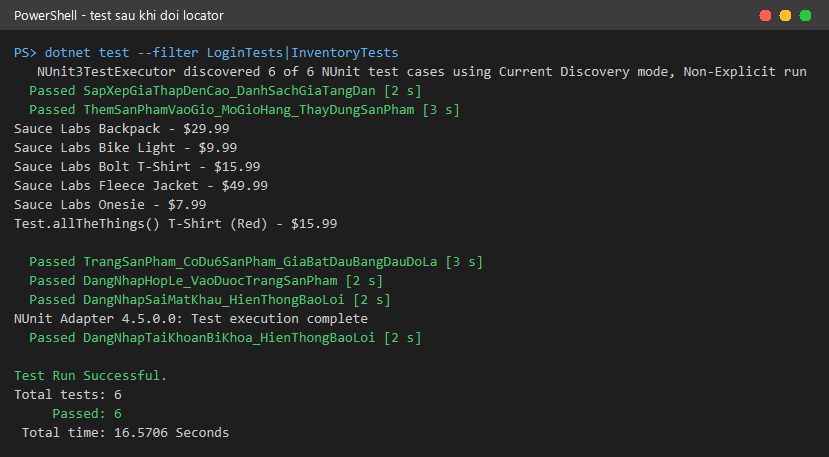 PowerShell - test sau khi doi locator
PS> dotnet test --filter LoginTests|InventoryTests
NUnit3TestExecutor discovered 6 of 6 NUnit test cases using Current Discovery mode, Non-Explicit run
Passed SapXepGiaThapDenCao_DanhSachGiaTangDan [2 s]
Passed ThemSanPhamVaoGio_MoGioHang_ThayDungSanPham [3 s]
Sauce Labs Backpack - $29.99
Sauce Labs Bike Light - $9.99
Sauce Labs Bolt T-Shirt - $15.99
Sauce Labs Fleece Jacket - $49.99
Sauce Labs Onesie - $7.99
Test.allTheThings() T-Shirt (Red) - $15.99
Passed TrangSanPham_CoDu6SanPham_GiaBatDauBangDauDoLa [3 s]
Passed DangNhapHopLe_VaoDuocTrangSanPham [2 s]
Passed DangNhapSaiMatKhau_HienThongBaoLoi [2 s]
NUnit Adapter 4.5.0.0: Test execution complete
Passed DangNhapTaiKhoanBiKhoa_HienThongBaoLoi [2 s]
Test Run Successful.
Total tests: 6
Passed: 6
Total time: 16.5706 Seconds